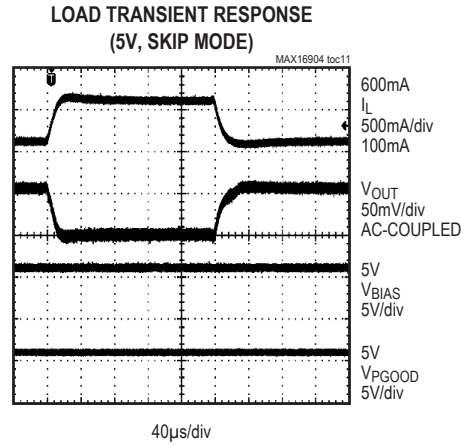 LOAD TRANSIENT RESPONSE
(5V, SKIP MODE)
MAX16904 toc11
T
600mA
IL
500mA/div
100mA
VOUT
50mV/div
AC-COUPLED
5V
VBIAS
5V/div
5V
VPGOOD
5V/div
40µs/div